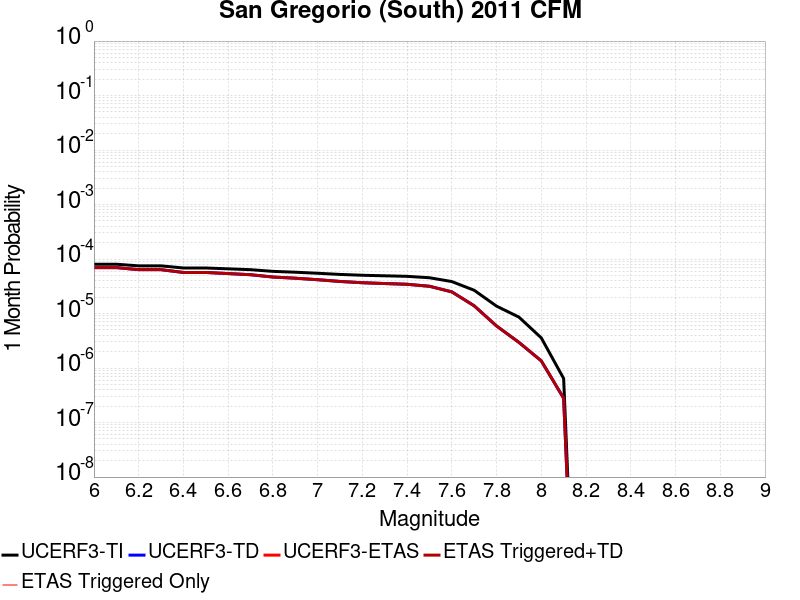 San Gregorio (South) 2011 CFM
10^0
10^-1
10^-2
10^-3
10^-4
10^-5
10^-6
10^-7
10^-8
1 Month Probability
6 6.2 6.4 6.6 6.8 7 7.2 7.4 7.6 7.8 8 8.2 8.4 8.6 8.8 9
Magnitude
UCERF3-TI UCERF3-TD UCERF3-ETAS ETAS Triggered+TD
ETAS Triggered Only